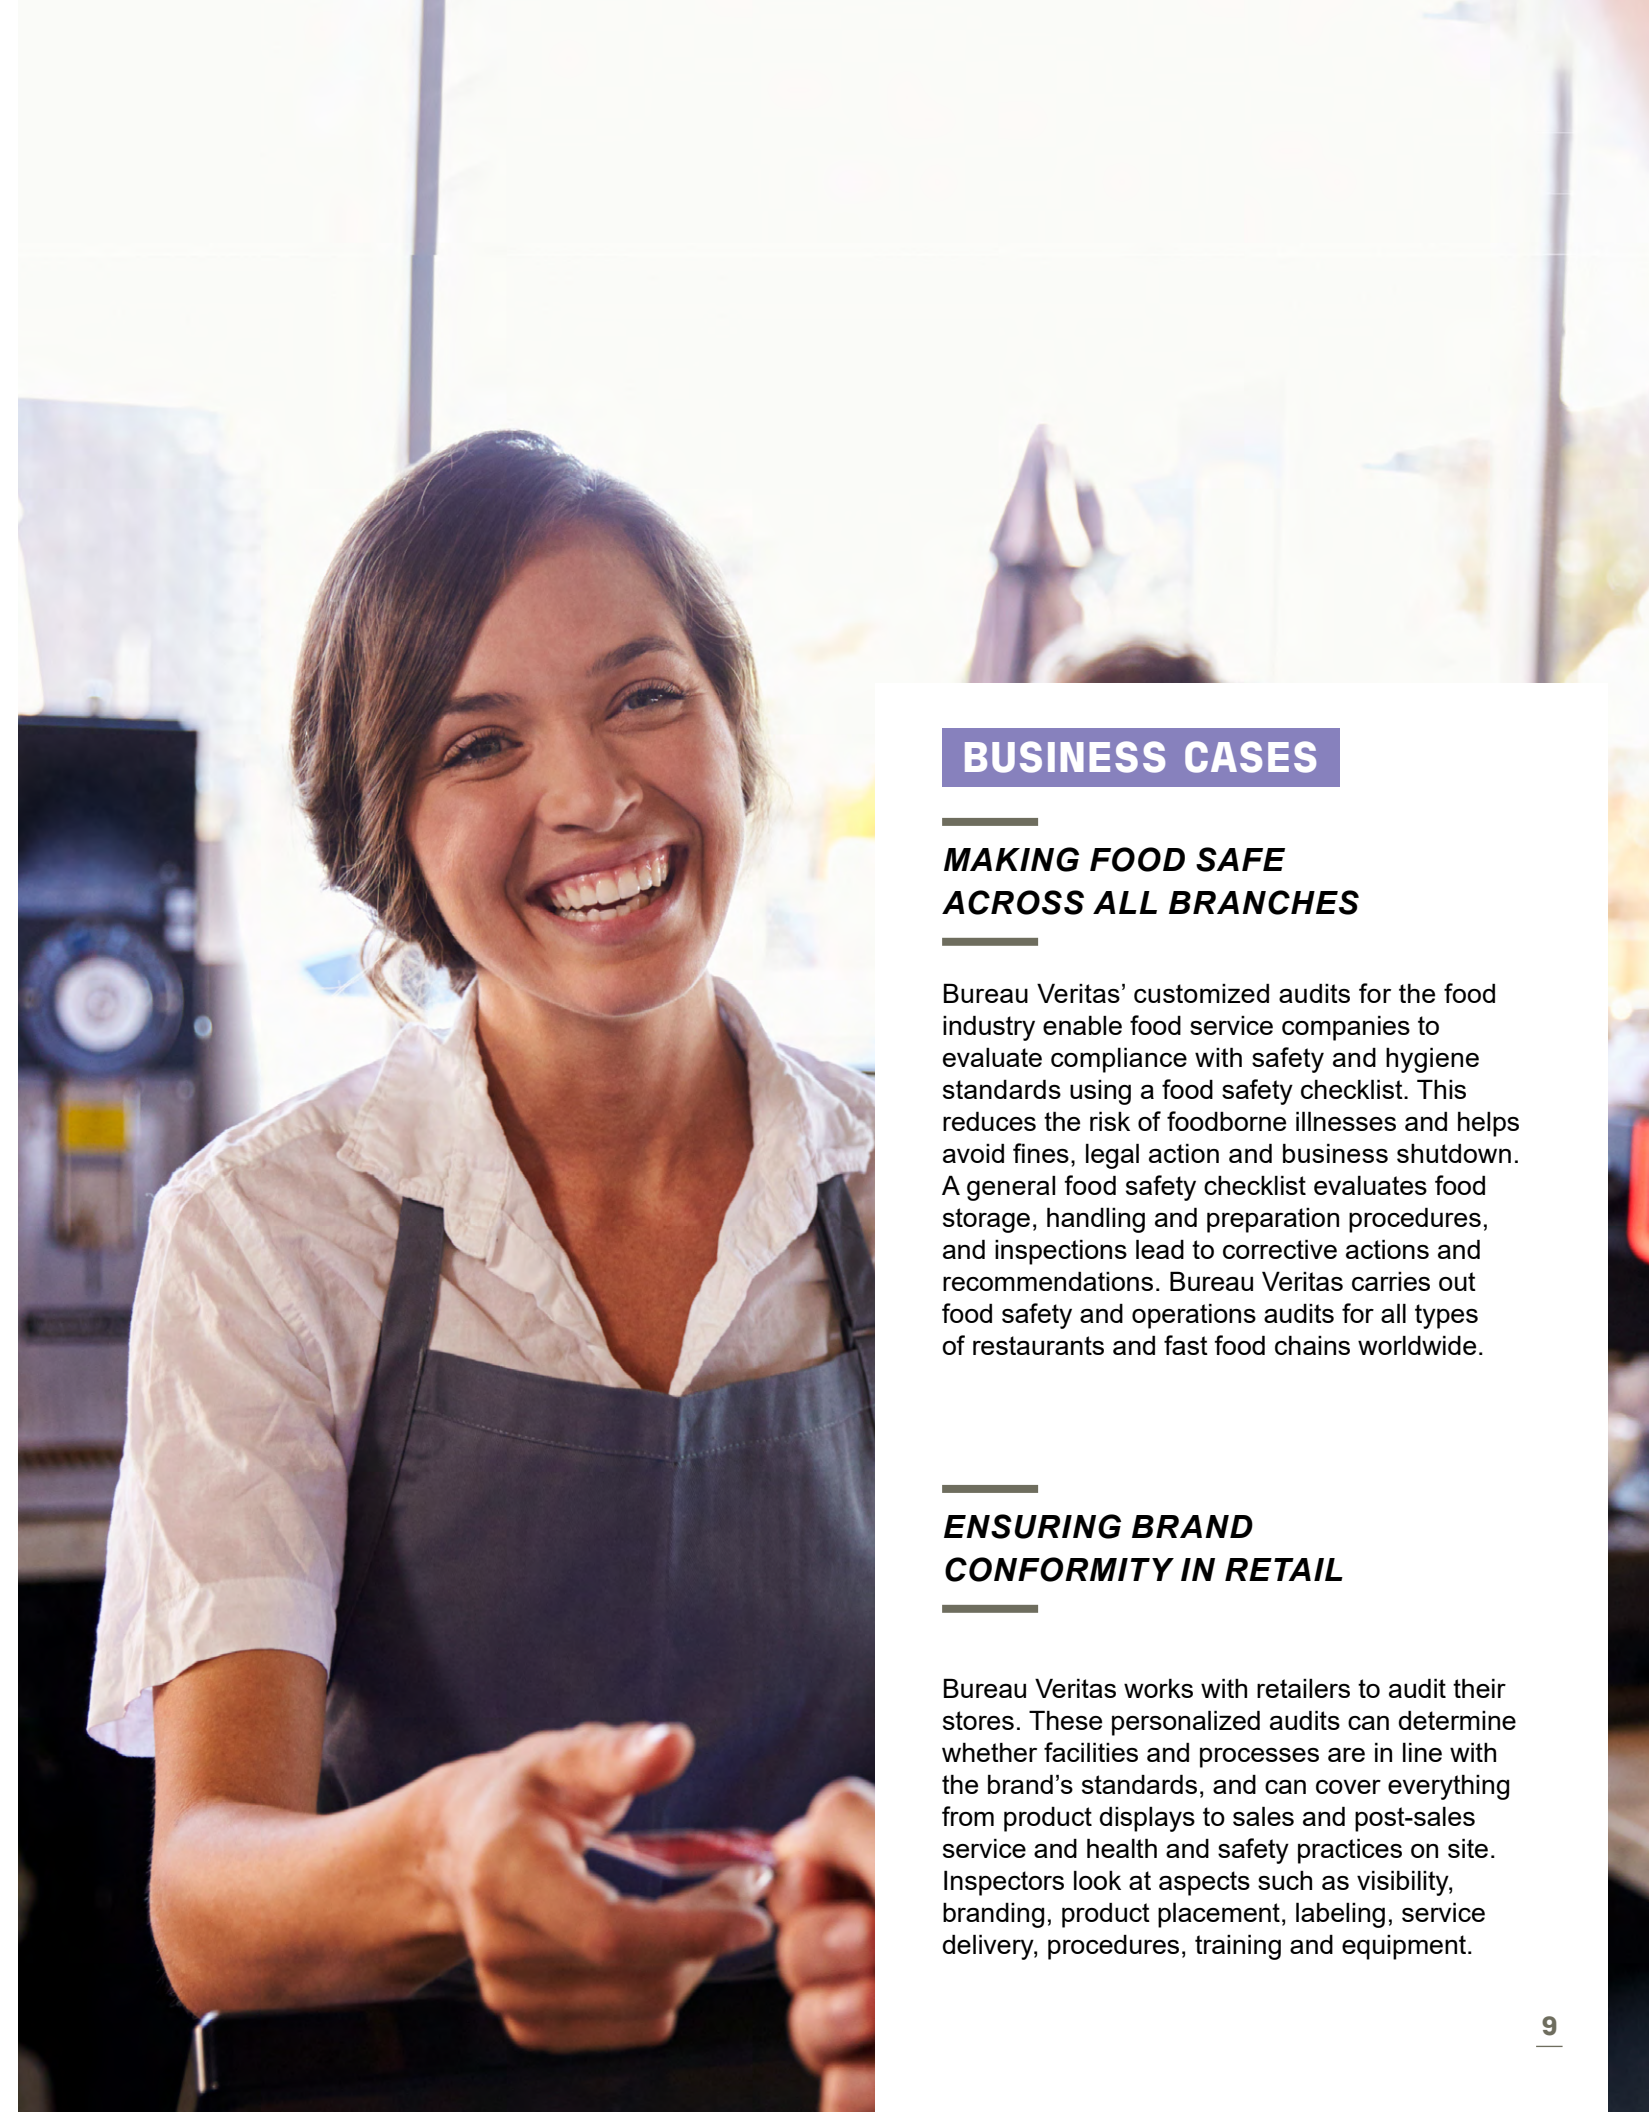 BUSINESS CASES
MAKING FOOD SAFE
ACROSS ALL BRANCHES
Bureau Veritas’ customized audits for the food
industry enable food service companies to
evaluate compliance with safety and hygiene
standards using a food safety checklist. This
reduces the risk of foodborne illnesses and helps
avoid fines, legal action and business shutdown.
A general food safety checklist evaluates food
storage, handling and preparation procedures,
and inspections lead to corrective actions and
recommendations. Bureau Veritas carries out
food safety and operations audits for all types
of restaurants and fast food chains worldwide.
ENSURING BRAND
CONFORMITY IN RETAIL
Bureau Veritas works with retailers to audit their
stores. These personalized audits can determine
whether facilities and processes are in line with
the brand’s standards, and can cover everything
from product displays to sales and post-sales
service and health and safety practices on site.
Inspectors look at aspects such as visibility,
branding, product placement, labeling, service
delivery, procedures, training and equipment.
9